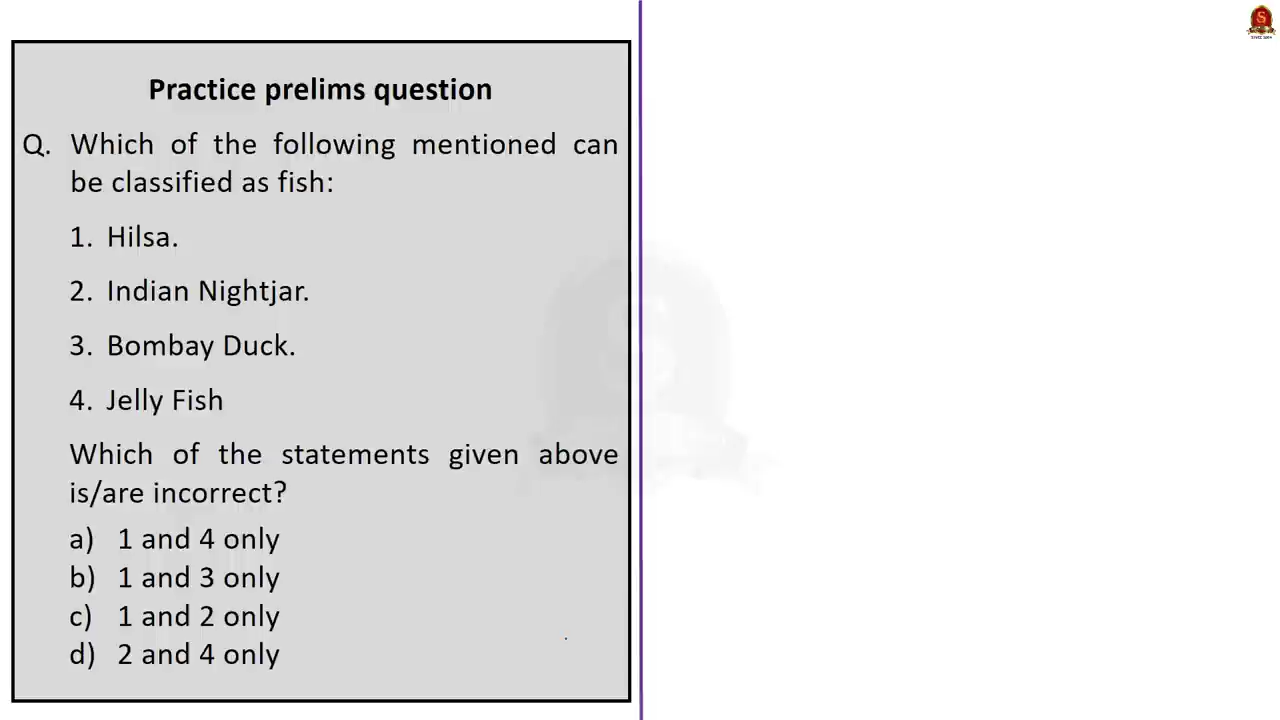 Practice prelims question
Q. Which of the following mentioned can
be classified as fish:
1. Hilsa.
2. Indian Nightjar.
3. Bombay Duck.
4. Jelly Fish
Which of the statements given above
is/are incorrect?
a) 1 and 4 only
b) 1 and 3 only
c) 1 and 2 only
d) 2 and 4 only
S